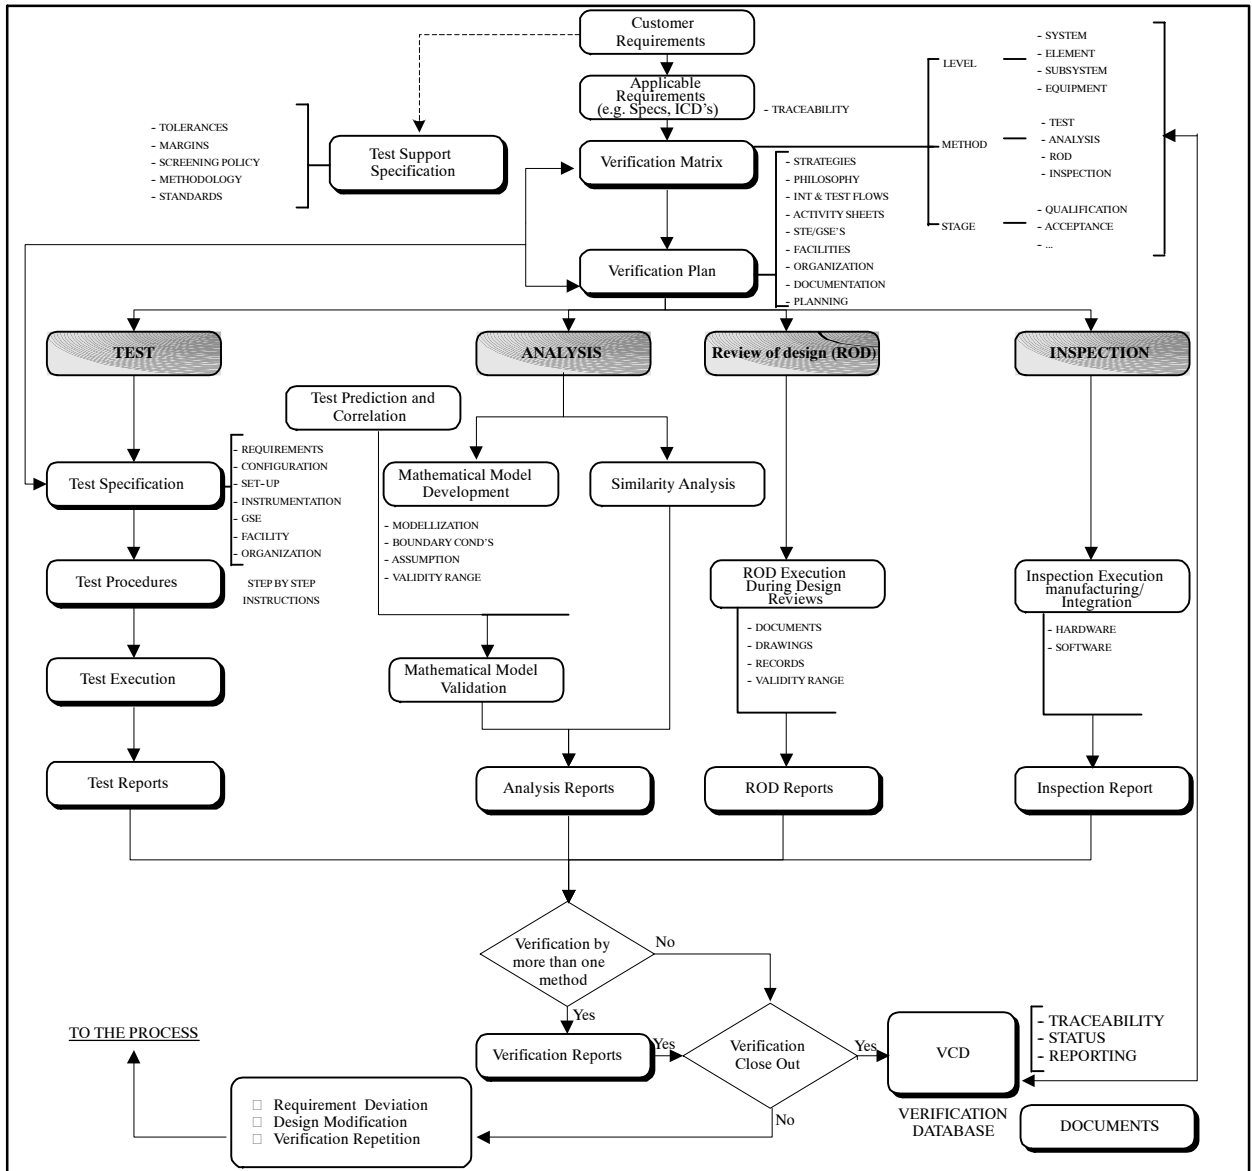 Customer
Requirements
Applicable
Requirements
(e.g. Specs, ICD's)
- TRACEABILITY
- TOLERANCES
- MARGINS
- SCREENING POLICY
- METHODOLOGY
- STANDARDS
Test Support
Specification
Verification Matrix
- STRATEGIES
- PHILOSOPHY
- INT & TEST FLOWS
- ACTIVITY SHEETS
- STE/GSE'S
- FACILITIES
- ORGANIZATION
- DOCUMENTATION
- PLANNING
Verification Plan
LEVEL
- SYSTEM
- ELEMENT
- SUBSYSTEM
- EQUIPMENT
METHOD
- TEST
- ANALYSIS
- ROD
- INSPECTION
STAGE
- QUALIFICATION
- ACCEPTANCE
- ...
TEST
ANALYSIS
Review of design (ROD)
INSPECTION
Test Specification
- REQUIREMENTS
- CONFIGURATION
- SET-UP
- INSTRUMENTATION
- GSE
- FACILITY
- ORGANIZATION
Test Procedures
STEP BY STEP
INSTRUCTIONS
Test Execution
Test Reports
Test Prediction and
Correlation
Mathematical Model
Development
- MODELLIZATION
- BOUNDARY COND'S
- ASSUMPTION
- VALIDITY RANGE
Similarity Analysis
Mathematical Model
Validation
Analysis Reports
ROD Execution
During Design
Reviews
- DOCUMENTS
- DRAWINGS
- RECORDS
- VALIDITY RANGE
ROD Reports
Inspection Execution
manufacturing/
Integration
- HARDWARE
- SOFTWARE
Inspection Report
Verification by
more than one
method
No
Yes
Verification Reports
Yes
Verification
Close Out
Yes
No
VCD
- TRACEABILITY
- STATUS
- REPORTING
VERIFICATION
DATABASE
DOCUMENTS
TO THE PROCESS
Requirement Deviation
Design Modification
Verification Repetition